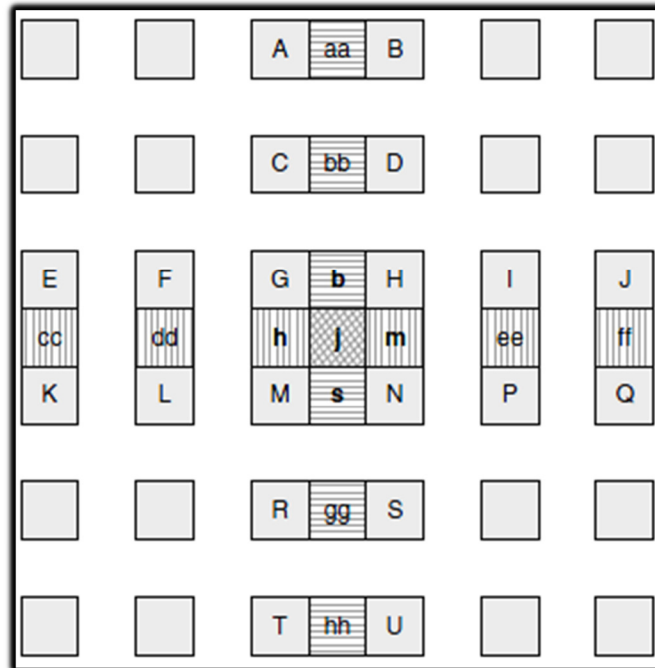 A aa B
C bb D
E F G b H I J
cc dd h j m ee ff
K L M s N P Q
R gg S
T hh U